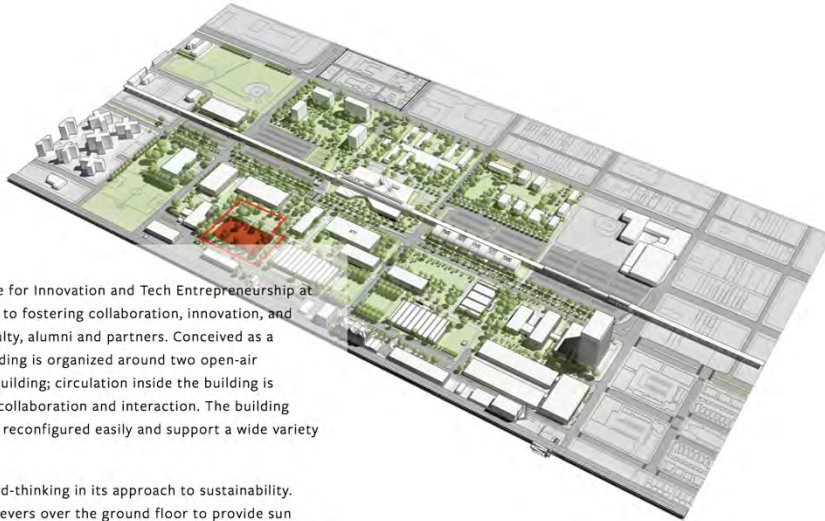 e for Innovation and Tech Entrepreneurship at
to fostering collaboration, innovation, and
ulty, alumni and partners. Conceived as a
ding is organized around two open-air
uilding; circulation inside the building is
collaboration and interaction. The building
reconfigured easily and support a wide variety
d-thinking in its approach to sustainability.
evers over the ground floor to provide sun